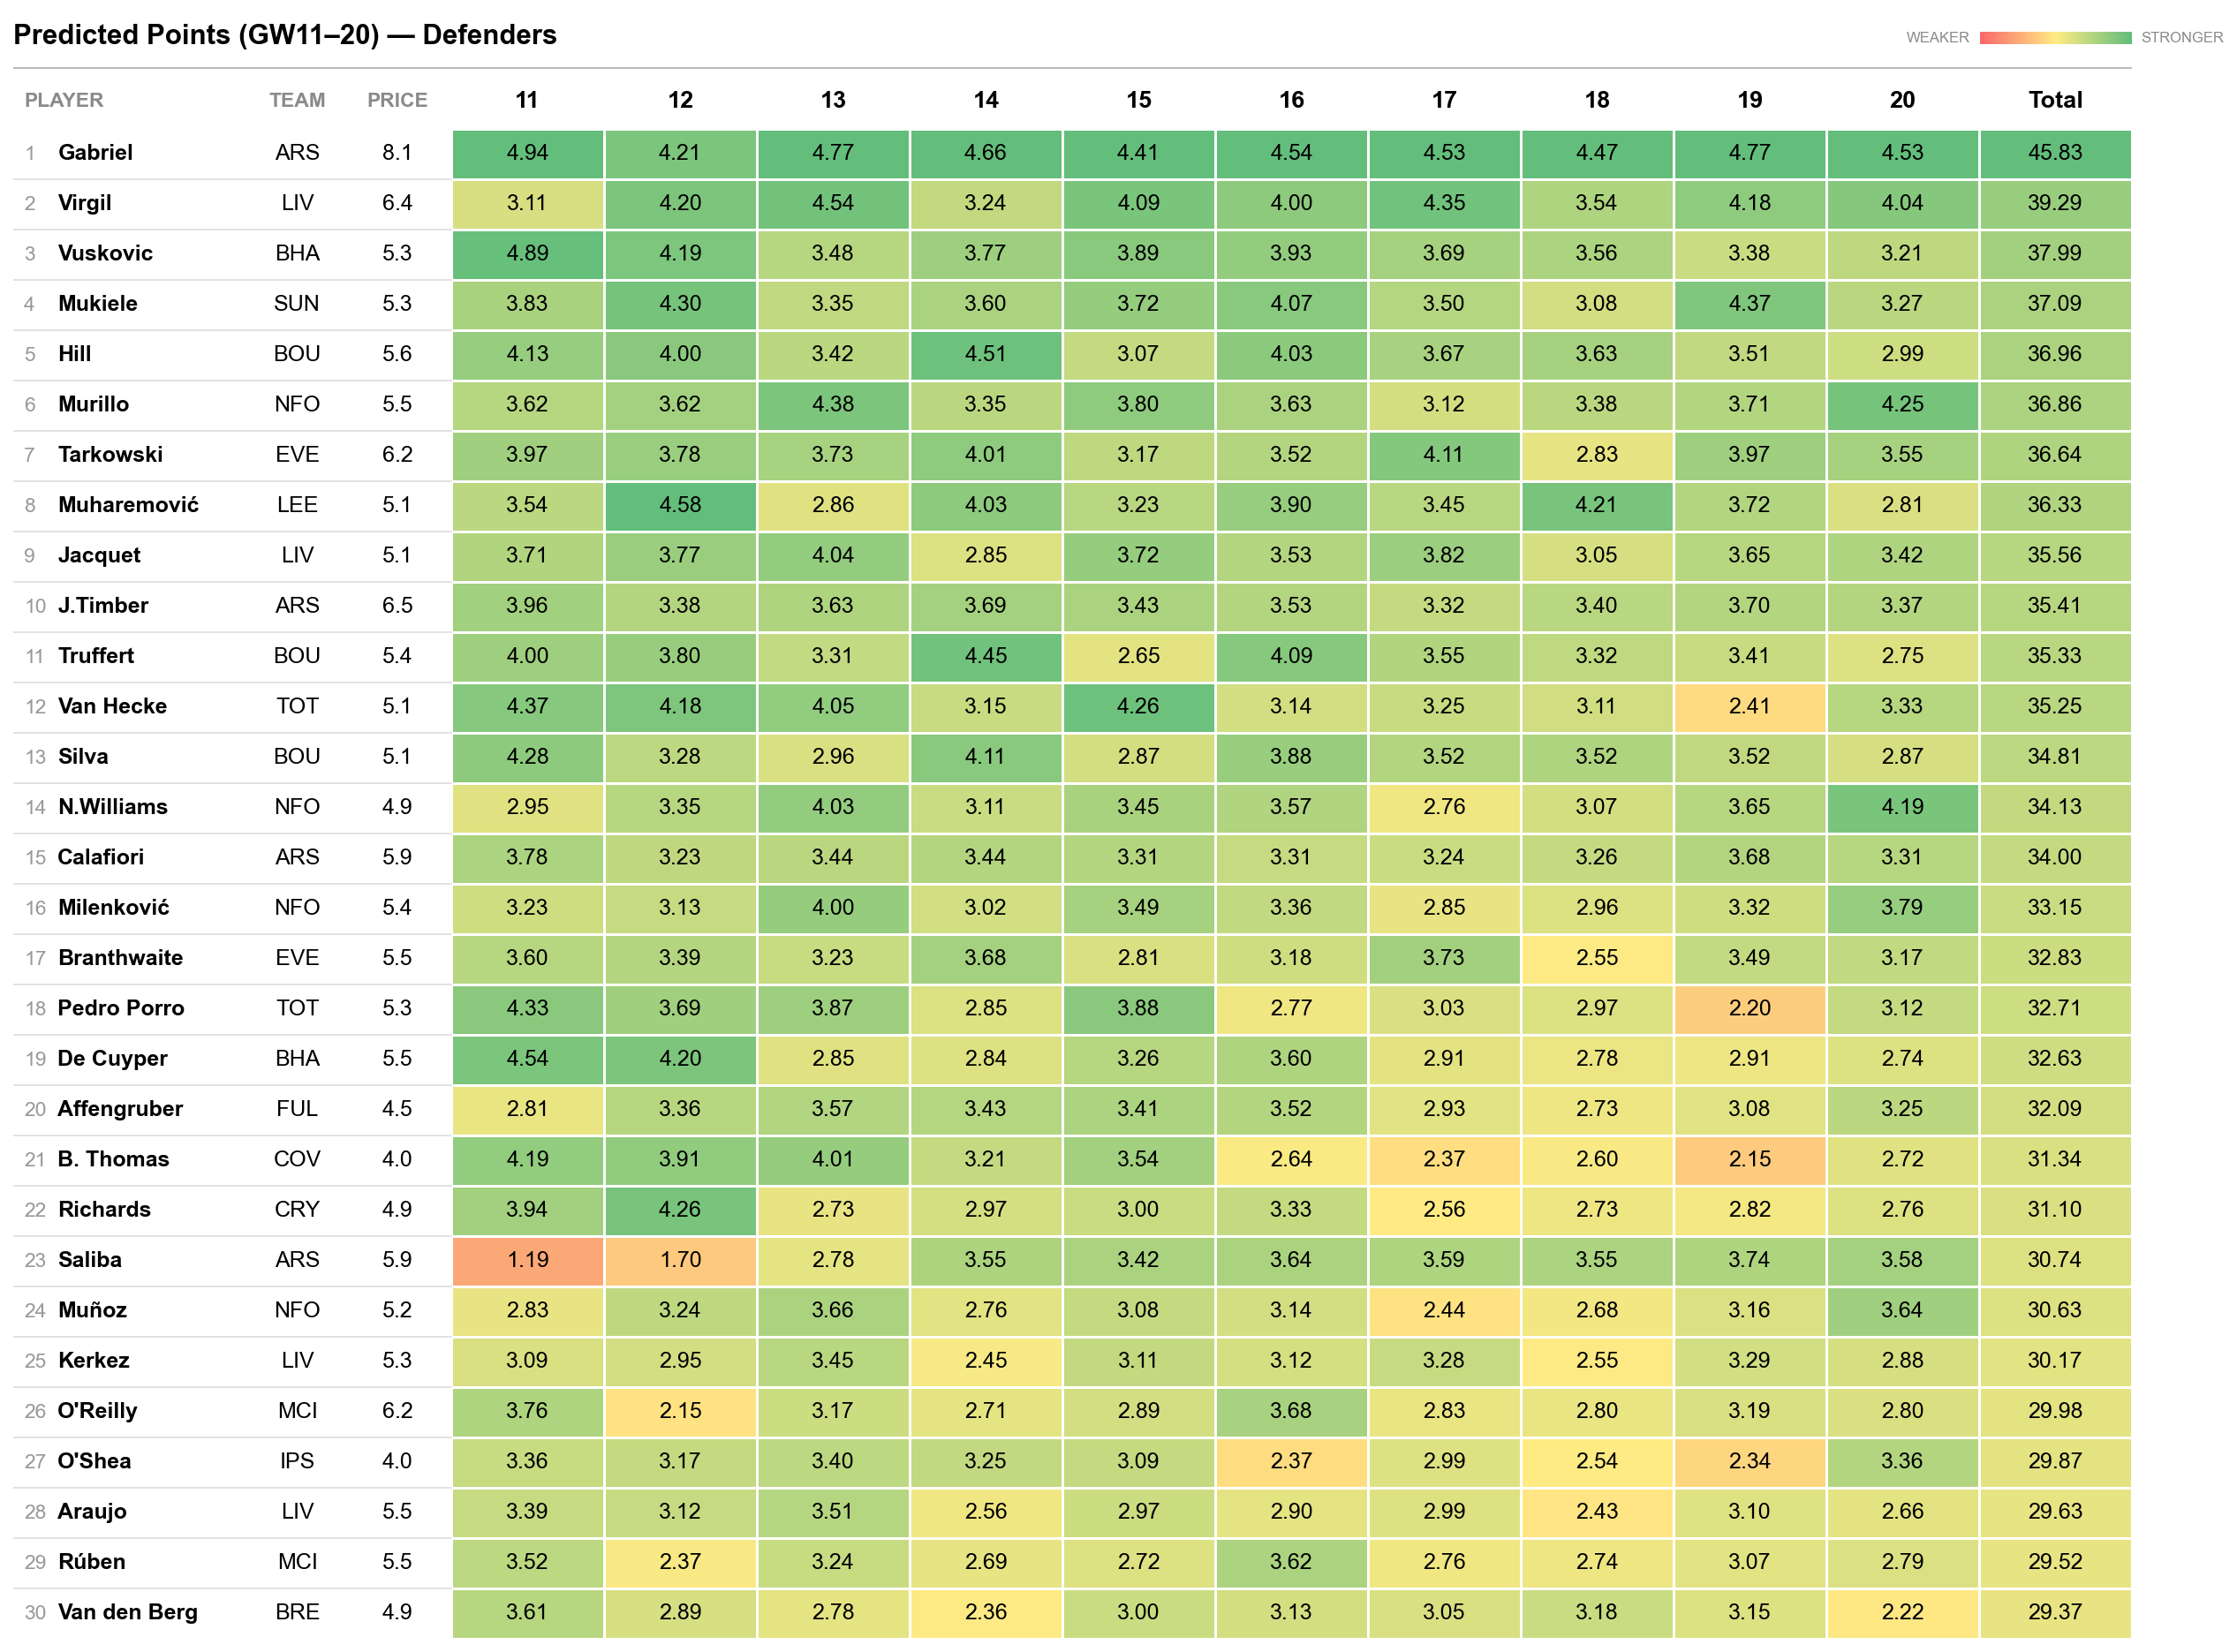 Predicted Points (GW11–20) — Defenders
WEAKER STRONGER
PLAYER TEAM PRICE 11 12 13 14 15 16 17 18 19 20 Total
1 Gabriel ARS 8.1 4.94 4.21 4.77 4.66 4.41 4.54 4.53 4.47 4.77 4.53 45.83
2 Virgil LIV 6.4 3.11 4.20 4.54 3.24 4.09 4.00 4.35 3.54 4.18 4.04 39.29
3 Vuskovic BHA 5.3 4.89 4.19 3.48 3.77 3.89 3.93 3.69 3.56 3.38 3.21 37.99
4 Mukiele SUN 5.3 3.83 4.30 3.35 3.60 3.72 4.07 3.50 3.08 4.37 3.27 37.09
5 Hill BOU 5.6 4.13 4.00 3.42 4.51 3.07 4.03 3.67 3.63 3.51 2.99 36.96
6 Murillo NFO 5.5 3.62 3.62 4.38 3.35 3.80 3.63 3.12 3.38 3.71 4.25 36.86
7 Tarkowski EVE 6.2 3.97 3.78 3.73 4.01 3.17 3.52 4.11 2.83 3.97 3.55 36.64
8 Muharemović LEE 5.1 3.54 4.58 2.86 4.03 3.23 3.90 3.45 4.21 3.72 2.81 36.33
9 Jacquet LIV 5.1 3.71 3.77 4.04 2.85 3.72 3.53 3.82 3.05 3.65 3.42 35.56
10 J.Timber ARS 6.5 3.96 3.38 3.63 3.69 3.43 3.53 3.32 3.40 3.70 3.37 35.41
11 Truffert BOU 5.4 4.00 3.80 3.31 4.45 2.65 4.09 3.55 3.32 3.41 2.75 35.33
12 Van Hecke TOT 5.1 4.37 4.18 4.05 3.15 4.26 3.14 3.25 3.11 2.41 3.33 35.25
13 Silva BOU 5.1 4.28 3.28 2.96 4.11 2.87 3.88 3.52 3.52 3.52 2.87 34.81
14 N.Williams NFO 4.9 2.95 3.35 4.03 3.11 3.45 3.57 2.76 3.07 3.65 4.19 34.13
15 Calafiori ARS 5.9 3.78 3.23 3.44 3.44 3.31 3.31 3.24 3.26 3.68 3.31 34.00
16 Milenković NFO 5.4 3.23 3.13 4.00 3.02 3.49 3.36 2.85 2.96 3.32 3.79 33.15
17 Branthwaite EVE 5.5 3.60 3.39 3.23 3.68 2.81 3.18 3.73 2.55 3.49 3.17 32.83
18 Pedro Porro TOT 5.3 4.33 3.69 3.87 2.85 3.88 2.77 3.03 2.97 2.20 3.12 32.71
19 De Cuyper BHA 5.5 4.54 4.20 2.85 2.84 3.26 3.60 2.91 2.78 2.91 2.74 32.63
20 Affengruber FUL 4.5 2.81 3.36 3.57 3.43 3.41 3.52 2.93 2.73 3.08 3.25 32.09
21 B. Thomas COV 4.0 4.19 3.91 4.01 3.21 3.54 2.64 2.37 2.60 2.15 2.72 31.34
22 Richards CRY 4.9 3.94 4.26 2.73 2.97 3.00 3.33 2.56 2.73 2.82 2.76 31.10
23 Saliba ARS 5.9 1.19 1.70 2.78 3.55 3.42 3.64 3.59 3.55 3.74 3.58 30.74
24 Muñoz NFO 5.2 2.83 3.24 3.66 2.76 3.08 3.14 2.44 2.68 3.16 3.64 30.63
25 Kerkez LIV 5.3 3.09 2.95 3.45 2.45 3.11 3.12 3.28 2.55 3.29 2.88 30.17
26 O'Reilly MCI 6.2 3.76 2.15 3.17 2.71 2.89 3.68 2.83 2.80 3.19 2.80 29.98
27 O'Shea IPS 4.0 3.36 3.17 3.40 3.25 3.09 2.37 2.99 2.54 2.34 3.36 29.87
28 Araujo LIV 5.5 3.39 3.12 3.51 2.56 2.97 2.90 2.99 2.43 3.10 2.66 29.63
29 Rúben MCI 5.5 3.52 2.37 3.24 2.69 2.72 3.62 2.76 2.74 3.07 2.79 29.52
30 Van den Berg BRE 4.9 3.61 2.89 2.78 2.36 3.00 3.13 3.05 3.18 3.15 2.22 29.37